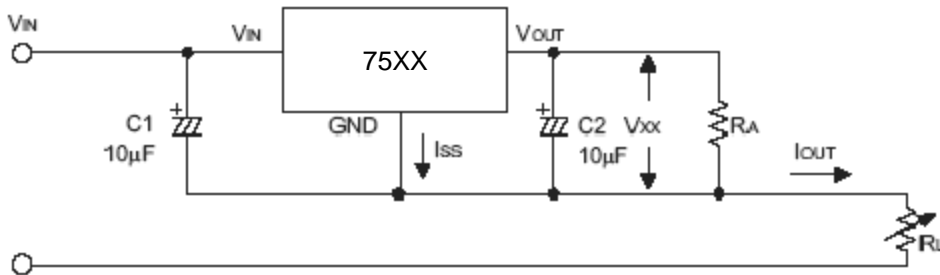 VIN
VIN
75XX
VOUT
C1
10µF
GND
ISS
C2
10µF
VXX
RA
IOUT
RL